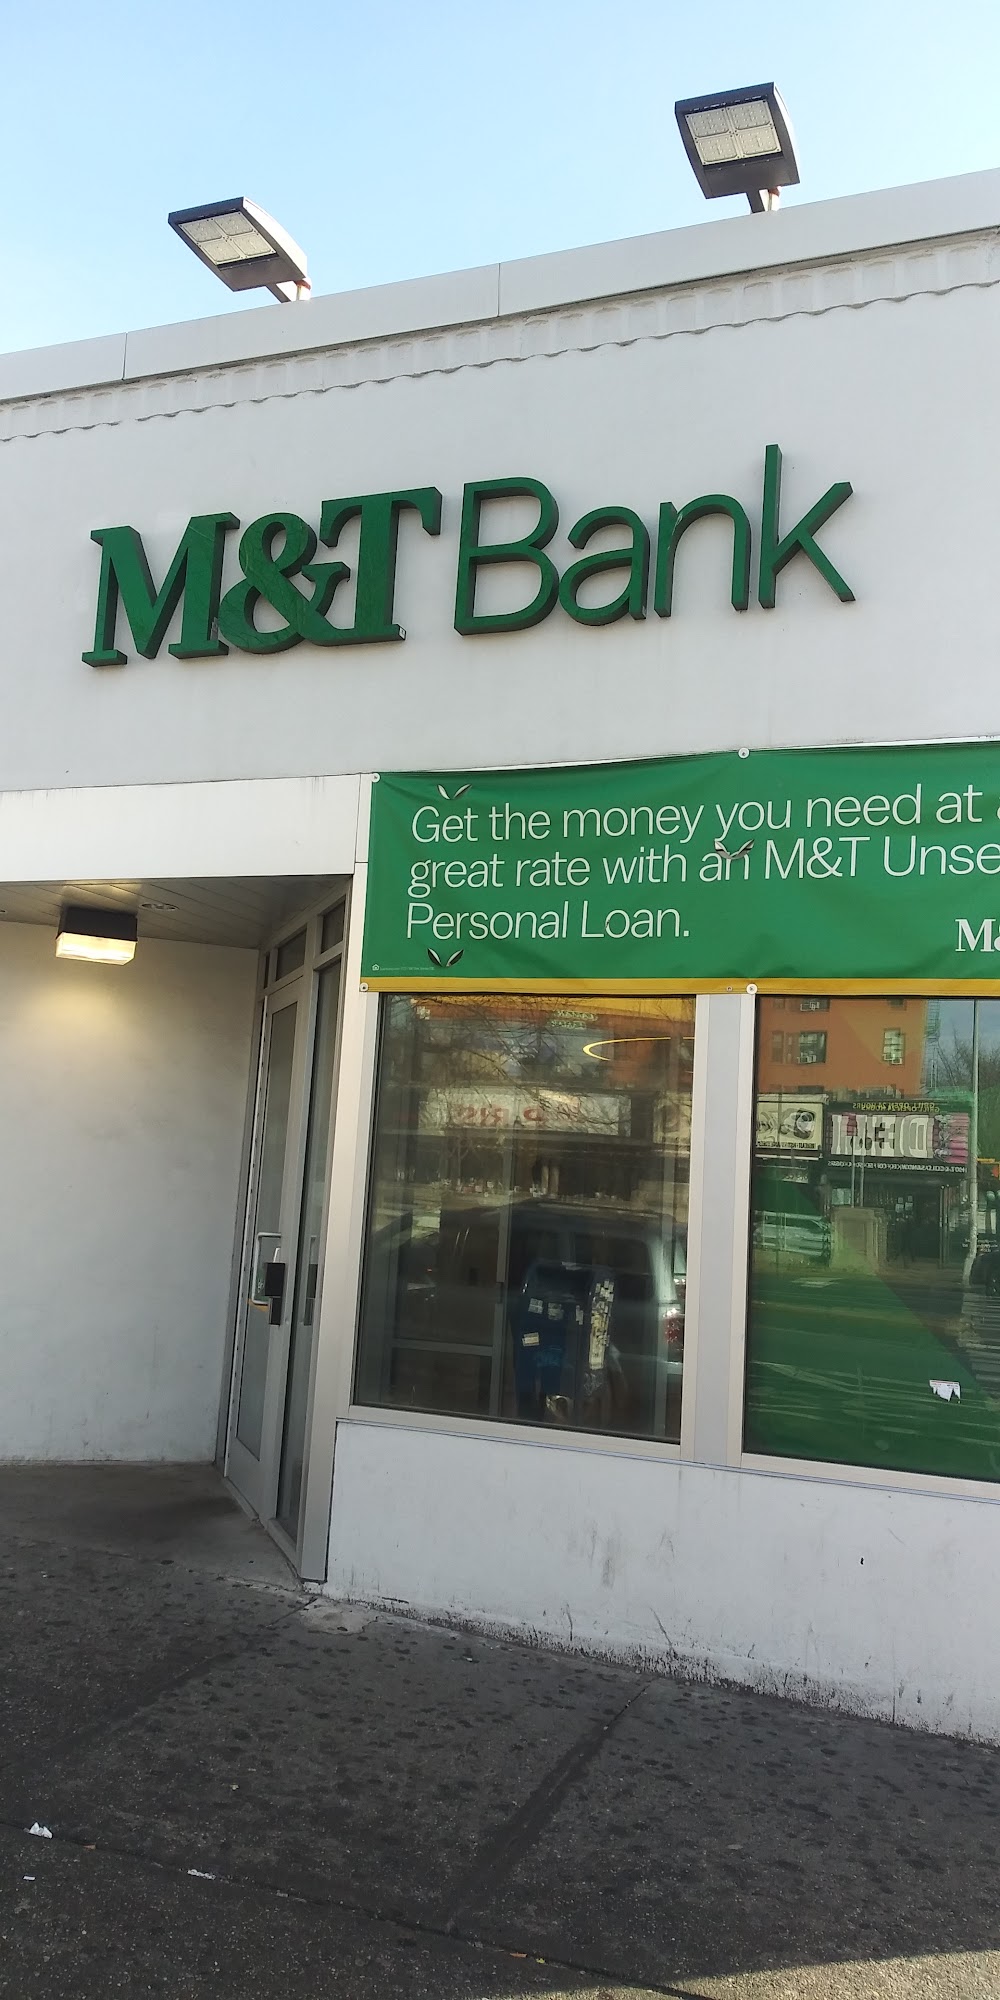 M&T Bank
Get the money you need at
great rate with an M&T Unse
Personal Loan.
M&
DELI